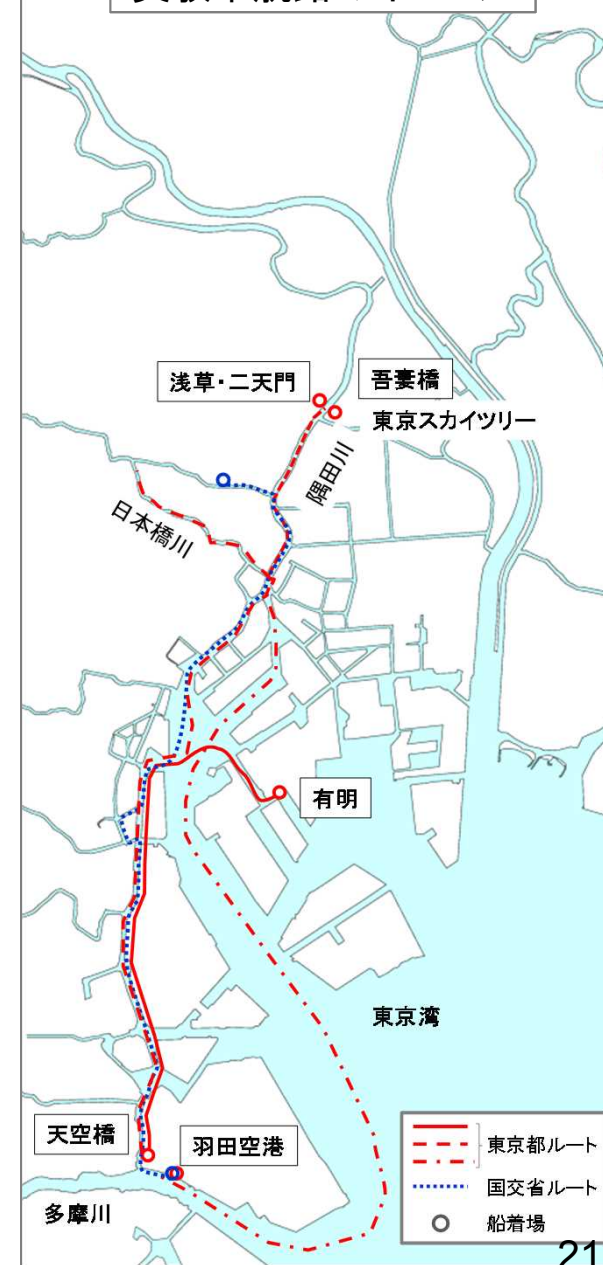 浅草・二天門
吾妻橋
東京スカイツリー
隅田川
日本橋川
有明
東京湾
天空橋
羽田空港
多摩川
東京都ルート
国交省ルート
船着場
21